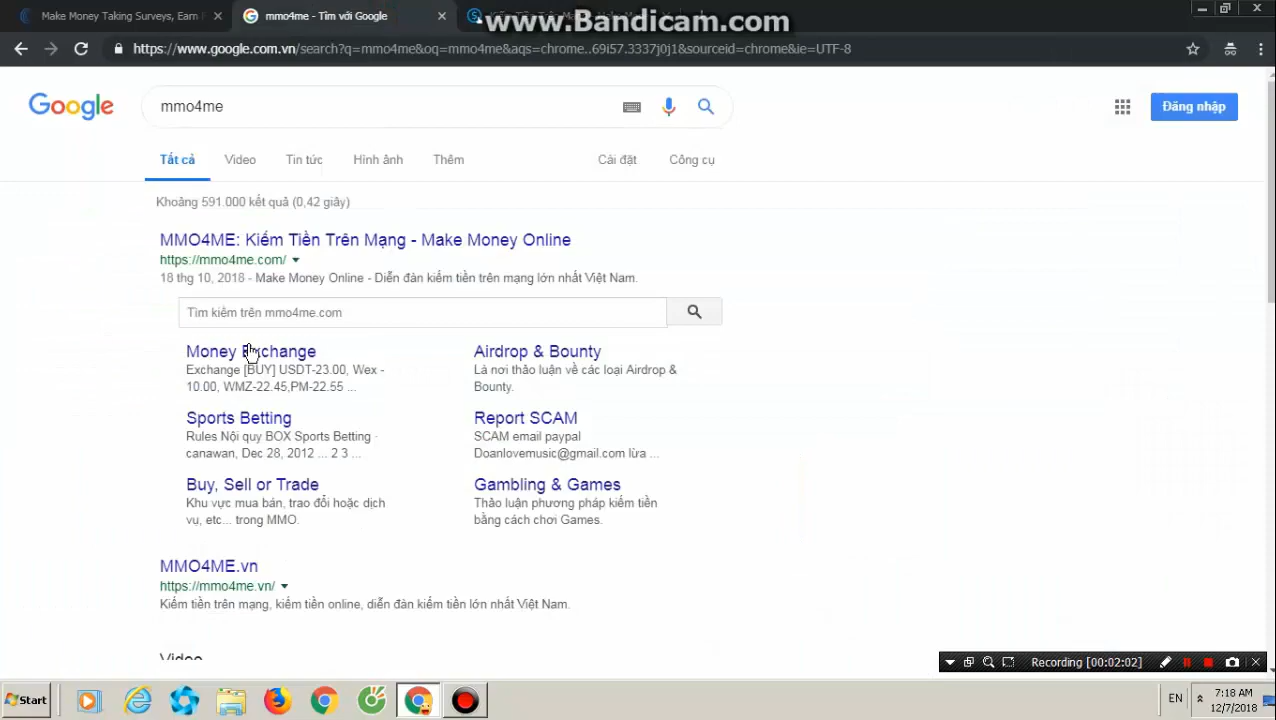 Make Money Taking Surveys, Earn
mmo4me - Tìm với Google
www.Bandicam.com
https://www.google.com.vn/search?q=mmo4me&oq=mmo4me&aqs=chrome..69i57.3337j0j1&sourceid=chrome&ie=UTF-8
Google
mmo4me
Đăng nhập
Tất cả Video Tin tức Hình ảnh Thêm Cài đặt Công cụ
Khoảng 591.000 kết quả (0,42 giây)
MMO4ME: Kiếm Tiền Trên Mạng - Make Money Online
https://mmo4me.com/
18 thg 10, 2018 - Make Money Online - Diễn đàn kiếm tiền trên mạng lớn nhất Việt Nam.
Tìm kiếm trên mmo4me.com
Money Exchange
Exchange [BUY] USDT-23.00, Wex -
10.00, WMZ-22.45,PM-22.55 ...
Airdrop & Bounty
Là nơi thảo luận về các loại Airdrop &
Bounty.
Sports Betting
Rules Nội quy BOX Sports Betting ·
canawan, Dec 28, 2012 ... 2 3 ...
Report SCAM
SCAM email paypal
Doanlovemusic@gmail.com lừa ...
Buy, Sell or Trade
Khu vực mua bán, trao đổi hoặc dịch
vụ, etc... trong MMO.
Gambling & Games
Thảo luận phương pháp kiếm tiền
bằng cách chơi Games.
MMO4ME.vn
https://mmo4me.vn/
Kiếm tiền trên mạng, kiếm tiền online, diễn đàn kiếm tiền lớn nhất Việt Nam.
Video
Recording [00:02:02]
Start
EN
7:18 AM
12/7/2018